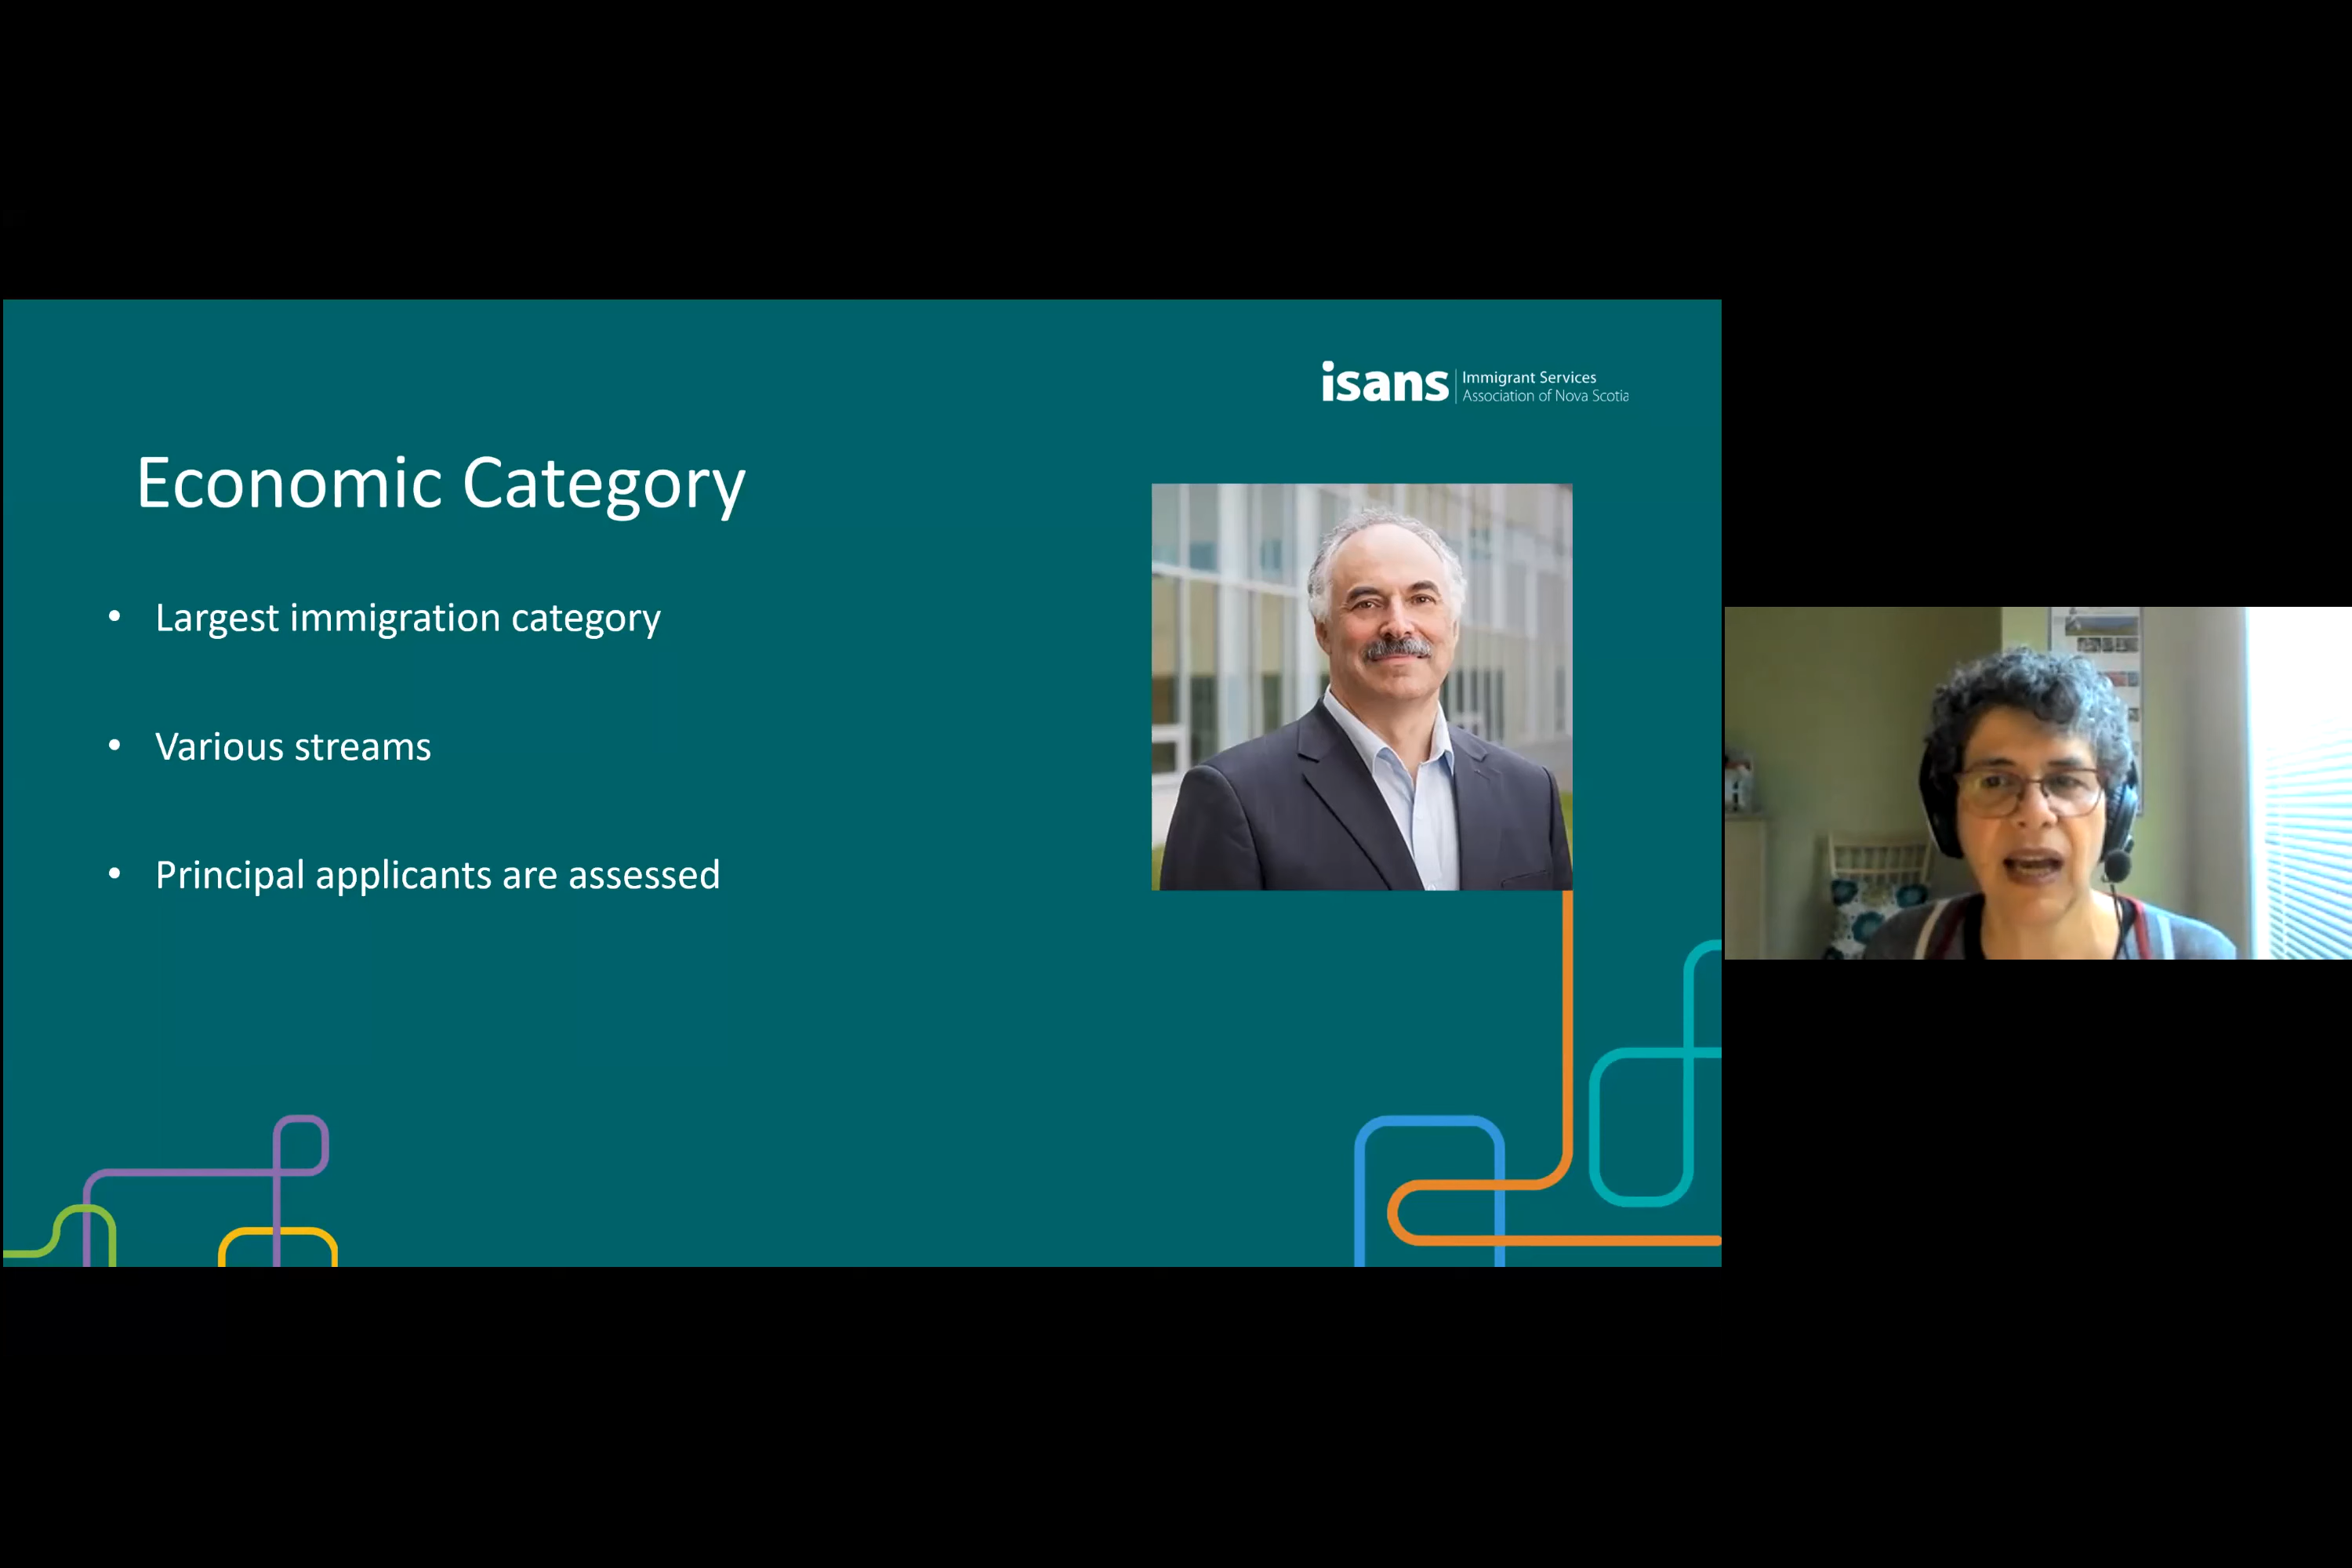 isans
Immigrant Services
Association of Nova Scotia
Economic Category
• Largest immigration category
• Various streams
• Principal applicants are assessed